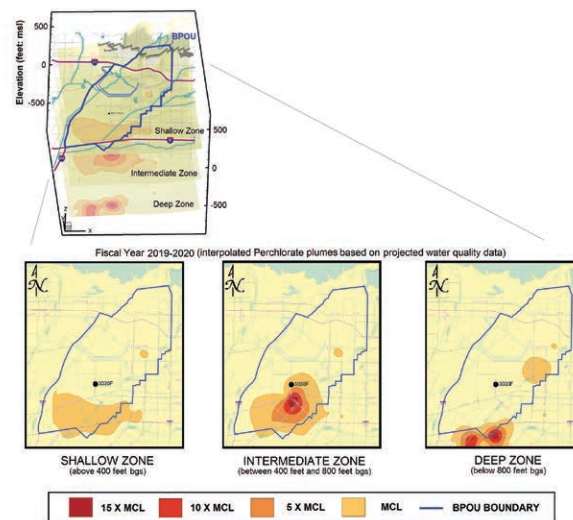 500
BPOU
Elevation (feet: msl)
0
-500
500
Shallow Zone
0
Intermediate Zone
-500
Deep Zone
Z
X
Fiscal Year 2019-2020 (interpolated Perchlorate plumes based on projected water quality data)
N N N
SHALLOW ZONE INTERMEDIATE ZONE DEEP ZONE
(above 400 feet bgs) (between 400 feet and 800 feet bgs) (below 800 feet bgs)
15 X MCL 10 X MCL 5 X MCL MCL BPOU BOUNDARY